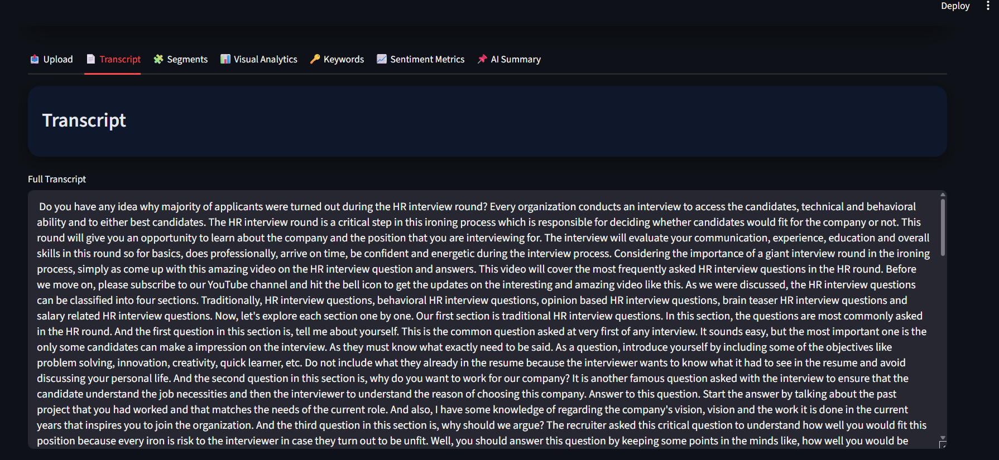 Deploy
Upload Transcript Segments Visual Analytics Keywords Sentiment Metrics AI Summary
Transcript
Full Transcript
Do you have any idea why majority of applicants were turned out during the HR interview round? Every organization conducts an interview to access the candidates, technical and behavioral
ability and to either best candidates. The HR interview round is a critical step in this ironing process which is responsible for deciding whether candidates would fit for the company or not. This
round will give you an opportunity to learn about the company and the position that you are interviewing for. The interview will evaluate your communication, experience, education and overall
skills in this round so for basics, does professionally, arrive on time, be confident and energetic during the interview process. Considering the importance of a giant interview round in the ironing
process, simply as come up with this amazing video on the HR interview question and answers. This video will cover the most frequently asked HR interview questions in the HR round. Before
we move on, please subscribe to our YouTube channel and hit the bell icon to get the updates on the interesting and amazing video like this. As we were discussed, the HR interview questions
can be classified into four sections. Traditionally, HR interview questions, behavioral HR interview questions, opinion based HR interview questions, brain teaser HR interview questions and
salary related HR interview questions. Now, let's explore each section one by one. Our first section is traditional HR interview questions. In this section, the questions are most commonly asked
in the HR round. And the first question in this section is, tell me about yourself. This is the common question asked at very first of any interview. It sounds easy, but the most important one is the
only some candidates can make a impression on the interview. As they must know what exactly need to be said. As a question, introduce yourself by including some of the objectives like
problem solving, innovation, creativity, quick learner, etc. Do not include what they already in the resume because the interviewer wants to know what it had to see in the resume and avoid
discussing your personal life. And the second question in this section is, why do you want to work for our company? It is another famous question asked with the interview to ensure that the
candidate understand the job necessities and then the interviewer to understand the reason of choosing this company. Answer to this question. Start the answer by talking about the past
project that you had worked and that matches the needs of the current role. And also, I have some knowledge of regarding the company's vision, vision and the work it is done in the current
years that inspires you to join the organization. And the third question in this section is, why should we argue? The recruiter asked this critical question to understand how well you would fit this
position because every iron is risk to the interviewer in case they turn out to be unfit. Well, you should answer this question by keeping some points in the minds like, how well you would be